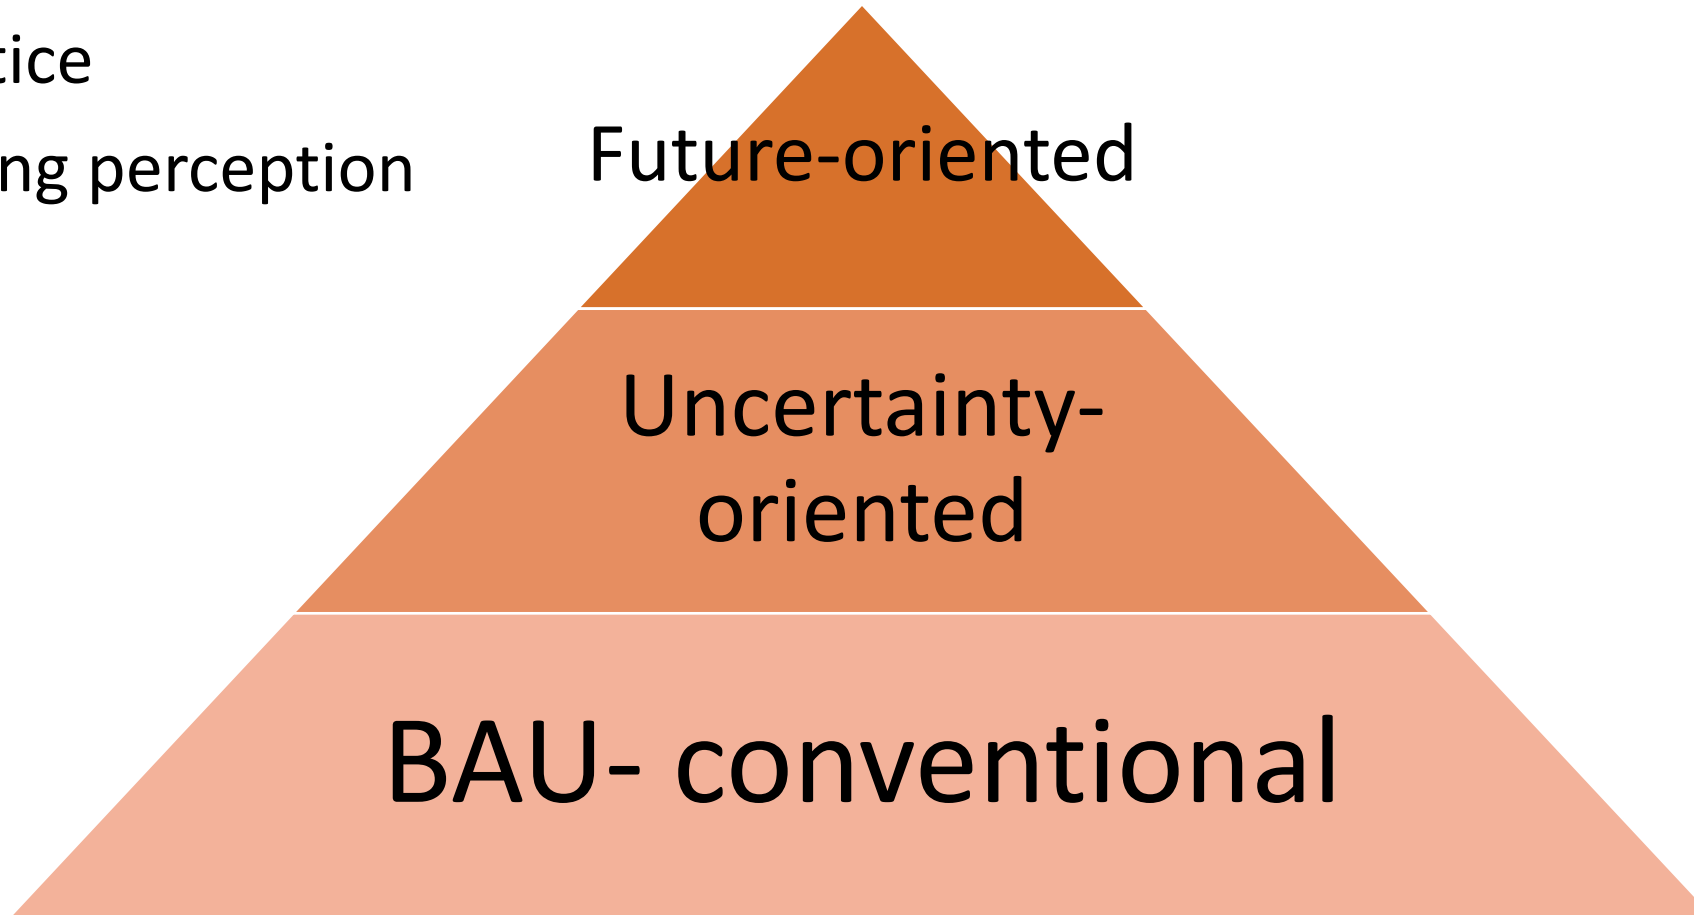 tice
ng perception
Future-oriented
Uncertainty-
oriented
BAU- conventional